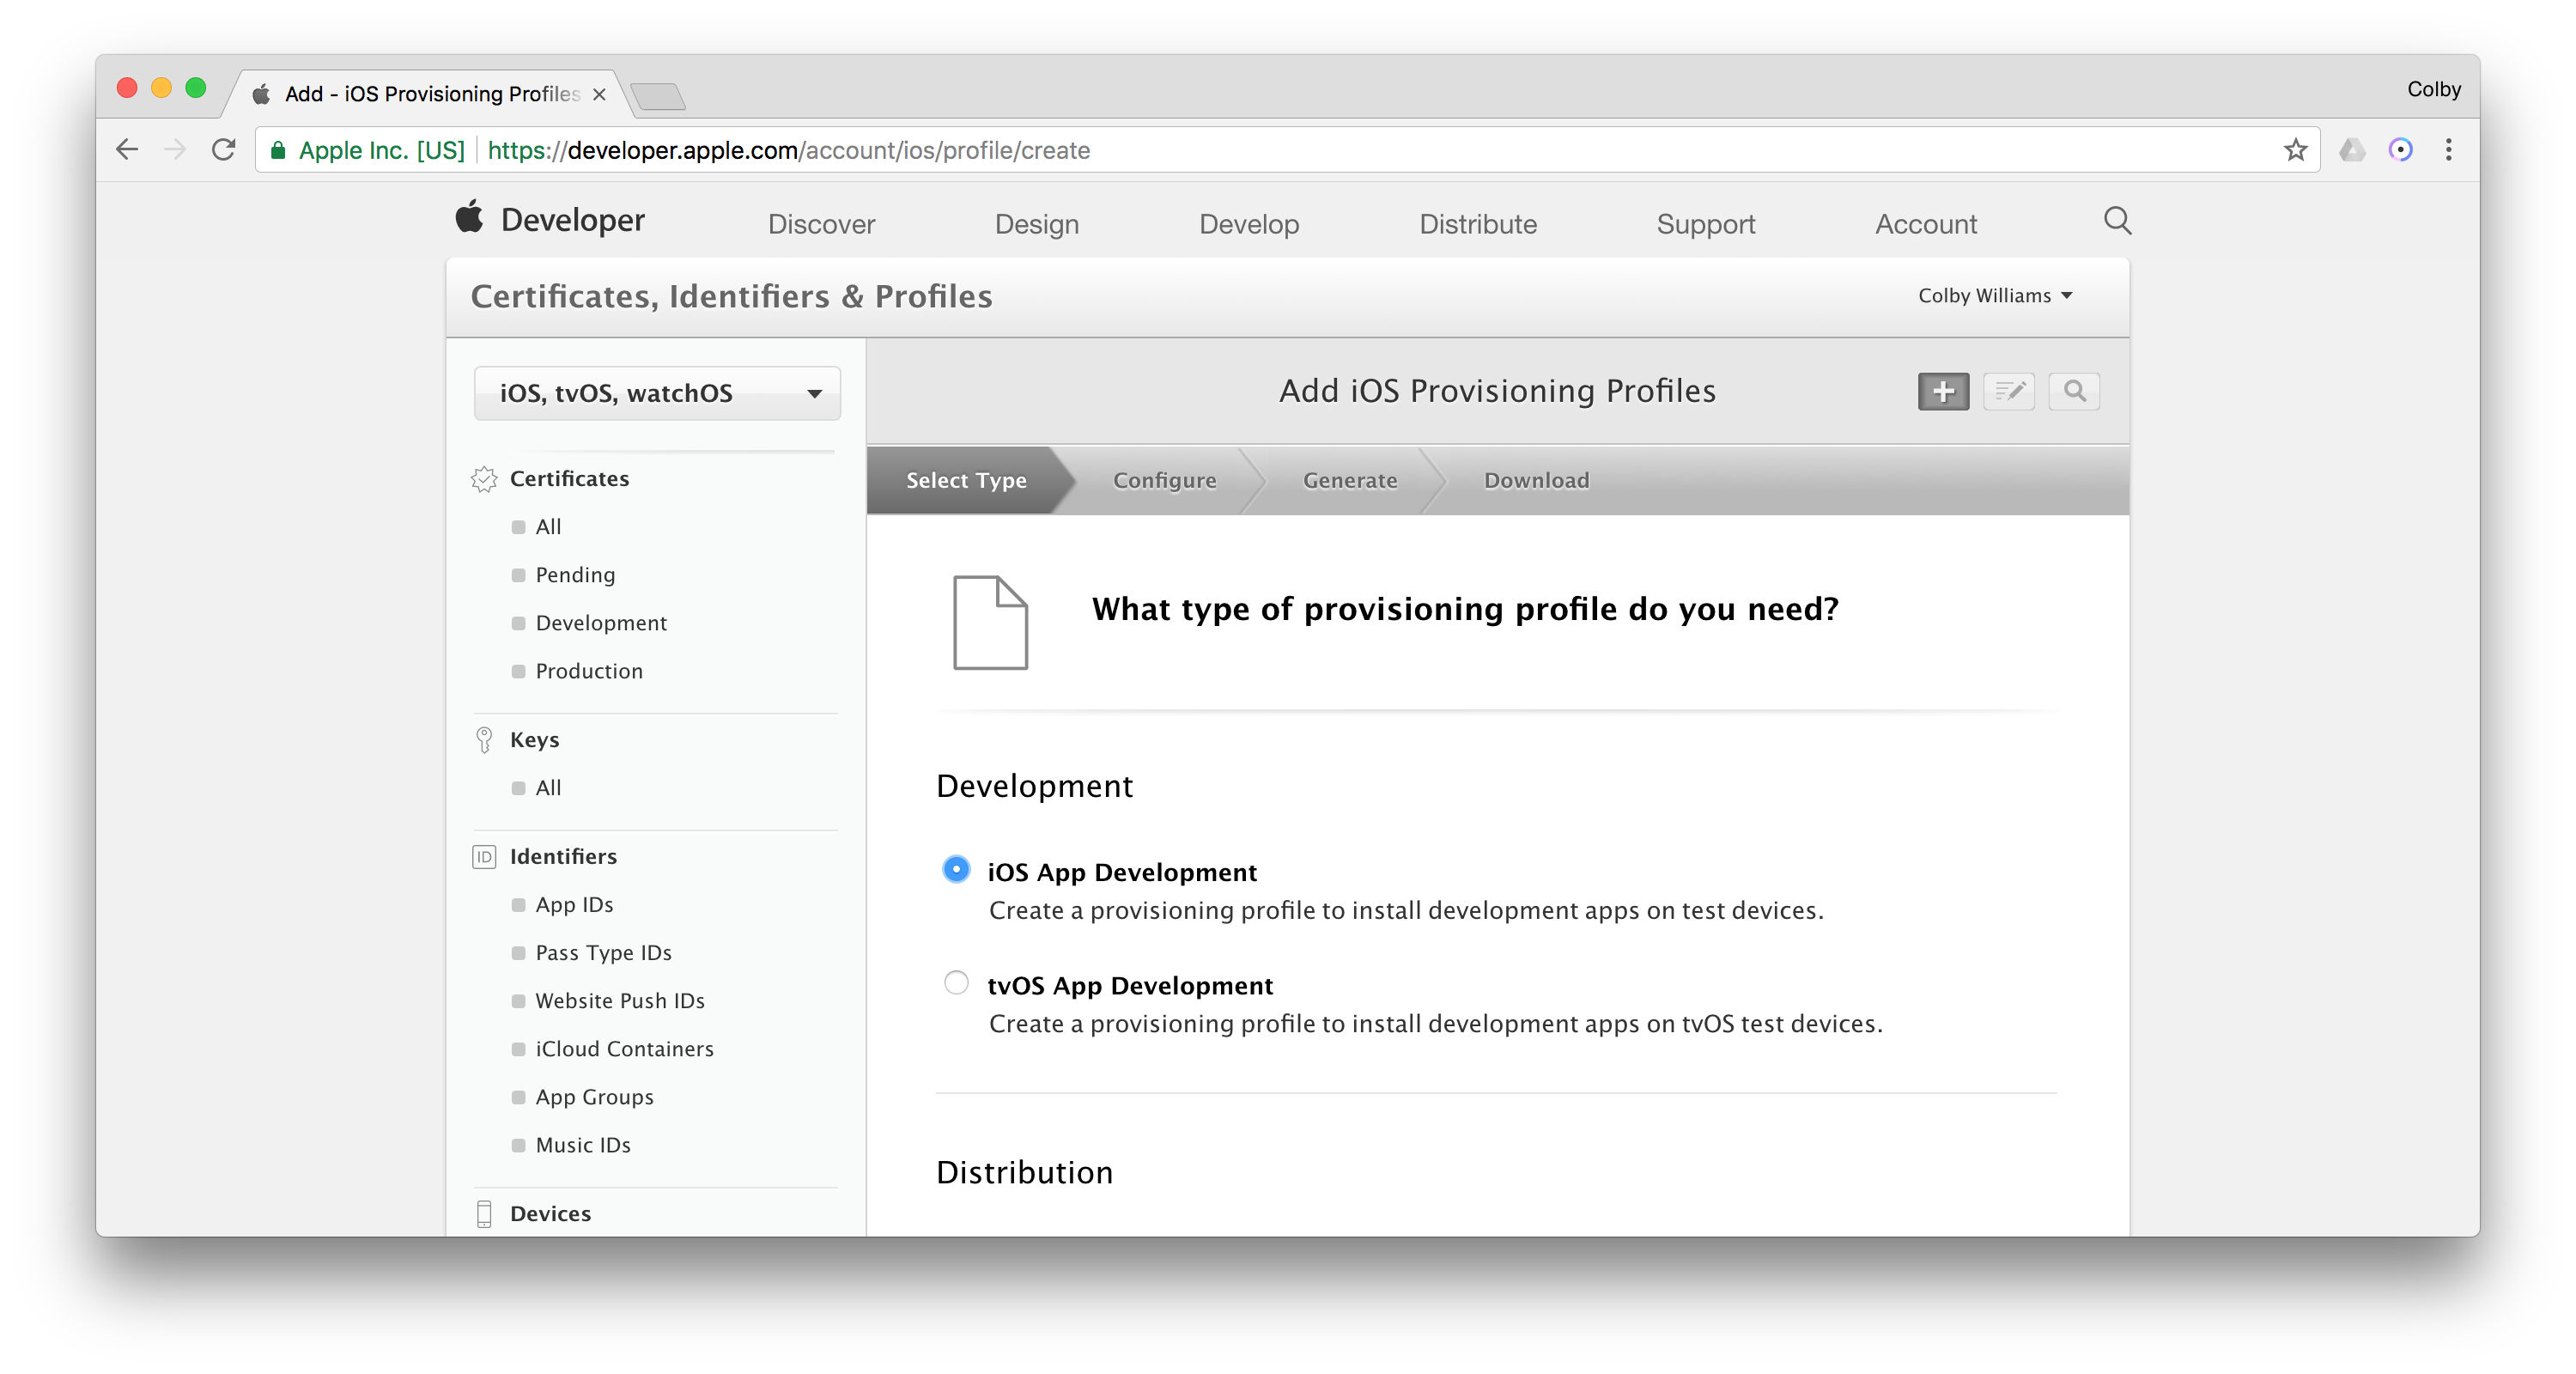 Add - iOS Provisioning Profiles
Colby
Apple Inc. [US] https://developer.apple.com/account/ios/profile/create
Developer Discover Design Develop Distribute Support Account
Certificates, Identifiers & Profiles
Colby Williams
iOS, tvOS, watchOS
Certificates
All
Pending
Development
Production
Keys
All
ID Identifiers
App IDs
Pass Type IDs
Website Push IDs
iCloud Containers
App Groups
Music IDs
Devices
Add iOS Provisioning Profiles
Select Type Configure Generate Download
What type of provisioning profile do you need?
Development
iOS App Development
Create a provisioning profile to install development apps on test devices.
tvOS App Development
Create a provisioning profile to install development apps on tvOS test devices.
Distribution